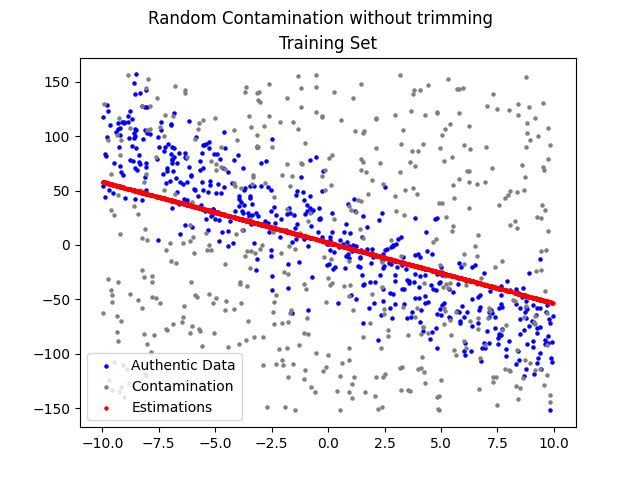 Random Contamination without trimming
Training Set
150
100
50
0
−50
−100
−150
Authentic Data
Contamination
Estimations
−10.0 −7.5 −5.0 −2.5 0.0 2.5 5.0 7.5 10.0